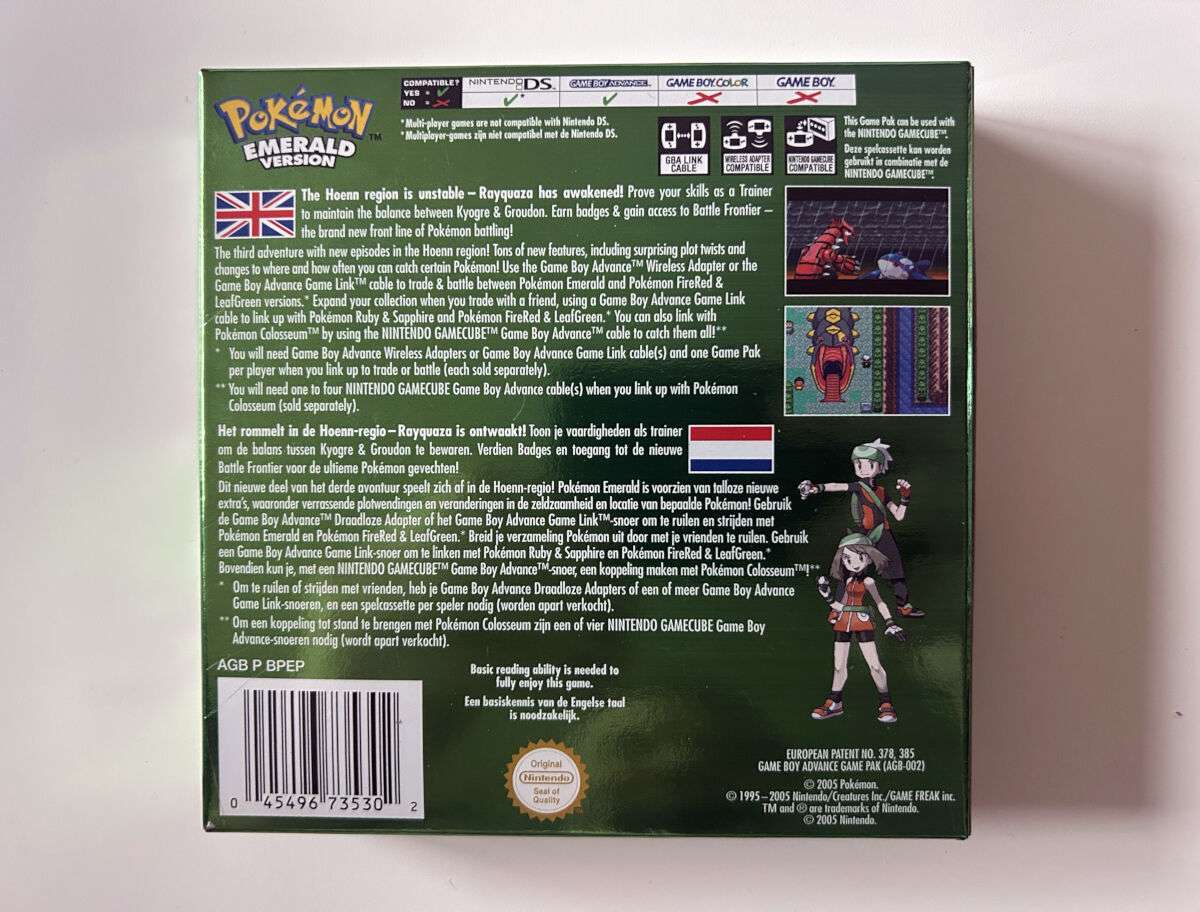 COMPATIBLE?
YES = ✓
NO = ✗
NINTENDO DS
✓*
GAME BOY ADVANCE
✓
GAME BOY COLOR
✗
GAME BOY
✗
POKéMON™
EMERALD
VERSION
*Multi-player games are not compatible with Nintendo DS.
*Multiplayer-games zijn niet compatibel met de Nintendo DS.
GBA LINK
CABLE
WIRELESS ADAPTER
COMPATIBLE
NINTENDO GAMECUBE
COMPATIBLE
This Game Pak can be used with
the NINTENDO GAMECUBE™.
Deze spelcassette kan worden
gebruikt in combinatie met de
NINTENDO GAMECUBE™.
The Hoenn region is unstable – Rayquaza has awakened! Prove your skills as a Trainer
to maintain the balance between Kyogre & Groudon. Earn badges & gain access to Battle Frontier –
the brand new front line of Pokémon battling!
The third adventure with new episodes in the Hoenn region! Tons of new features, including surprising plot twists and
changes to where and how often you can catch certain Pokémon! Use the Game Boy Advance™ Wireless Adapter or the
Game Boy Advance Game Link™ cable to trade & battle between Pokémon Emerald and Pokémon FireRed &
LeafGreen versions.* Expand your collection when you trade with a friend, using a Game Boy Advance Game Link
cable to link up with Pokémon Ruby & Sapphire and Pokémon FireRed & LeafGreen.* You can also link with
Pokémon Colosseum™ by using the NINTENDO GAMECUBE™ Game Boy Advance™ cable to catch them all!**
* You will need Game Boy Advance Wireless Adapters or Game Boy Advance Game Link cable(s) and one Game Pak
per player when you link up to trade or battle (each sold separately).
** You will need one to four NINTENDO GAMECUBE Game Boy Advance cable(s) when you link up with Pokémon
Colosseum (sold separately).
Het rommelt in de Hoenn-regio – Rayquaza is ontwaakt! Toon je vaardigheden als trainer
om de balans tussen Kyogre & Groudon te bewaren. Verdien Badges en toegang tot de nieuwe
Battle Frontier voor de ultieme Pokémon gevechten!
Dit nieuwe deel van het derde avontuur speelt zich af in de Hoenn-regio! Pokémon Emerald is voorzien van talloze nieuwe
extra's, waaronder verrassende plotwendingen en veranderingen in de zeldzaamheid en locatie van bepaalde Pokémon! Gebruik
de Game Boy Advance™ Draadloze Adapter of het Game Boy Advance Game Link™-snoer om te ruilen en strijden met
Pokémon Emerald en Pokémon FireRed & LeafGreen.* Breid je verzameling Pokémon uit door met je vrienden te ruilen. Gebruik
een Game Boy Advance Game Link-snoer om te linken met Pokémon Ruby & Sapphire en Pokémon FireRed & LeafGreen.*
Bovendien kun je, met een NINTENDO GAMECUBE™ Game Boy Advance™-snoer, een koppeling maken met Pokémon Colosseum™!**
* Om te ruilen of strijden met vrienden, heb je Game Boy Advance Draadloze Adapters of een of meer Game Boy Advance
Game Link-snoeren, en een spelcassette per speler nodig (worden apart verkocht).
** Om een koppeling tot stand te brengen met Pokémon Colosseum zijn een of vier NINTENDO GAMECUBE Game Boy
Advance-snoeren nodig (wordt apart verkocht).
AGB P BPEP
Basic reading ability is needed to
fully enjoy this game.
Een basiskennis van de Engelse taal
is noodzakelijk.
0 45496 73530 2
Original
Nintendo
Seal of
Quality
EUROPEAN PATENT NO. 378, 385
GAME BOY ADVANCE GAME PAK (AGB-002)
© 2005 Pokémon.
© 1995–2005 Nintendo/Creatures Inc./GAME FREAK inc.
TM and ® are trademarks of Nintendo.
© 2005 Nintendo.